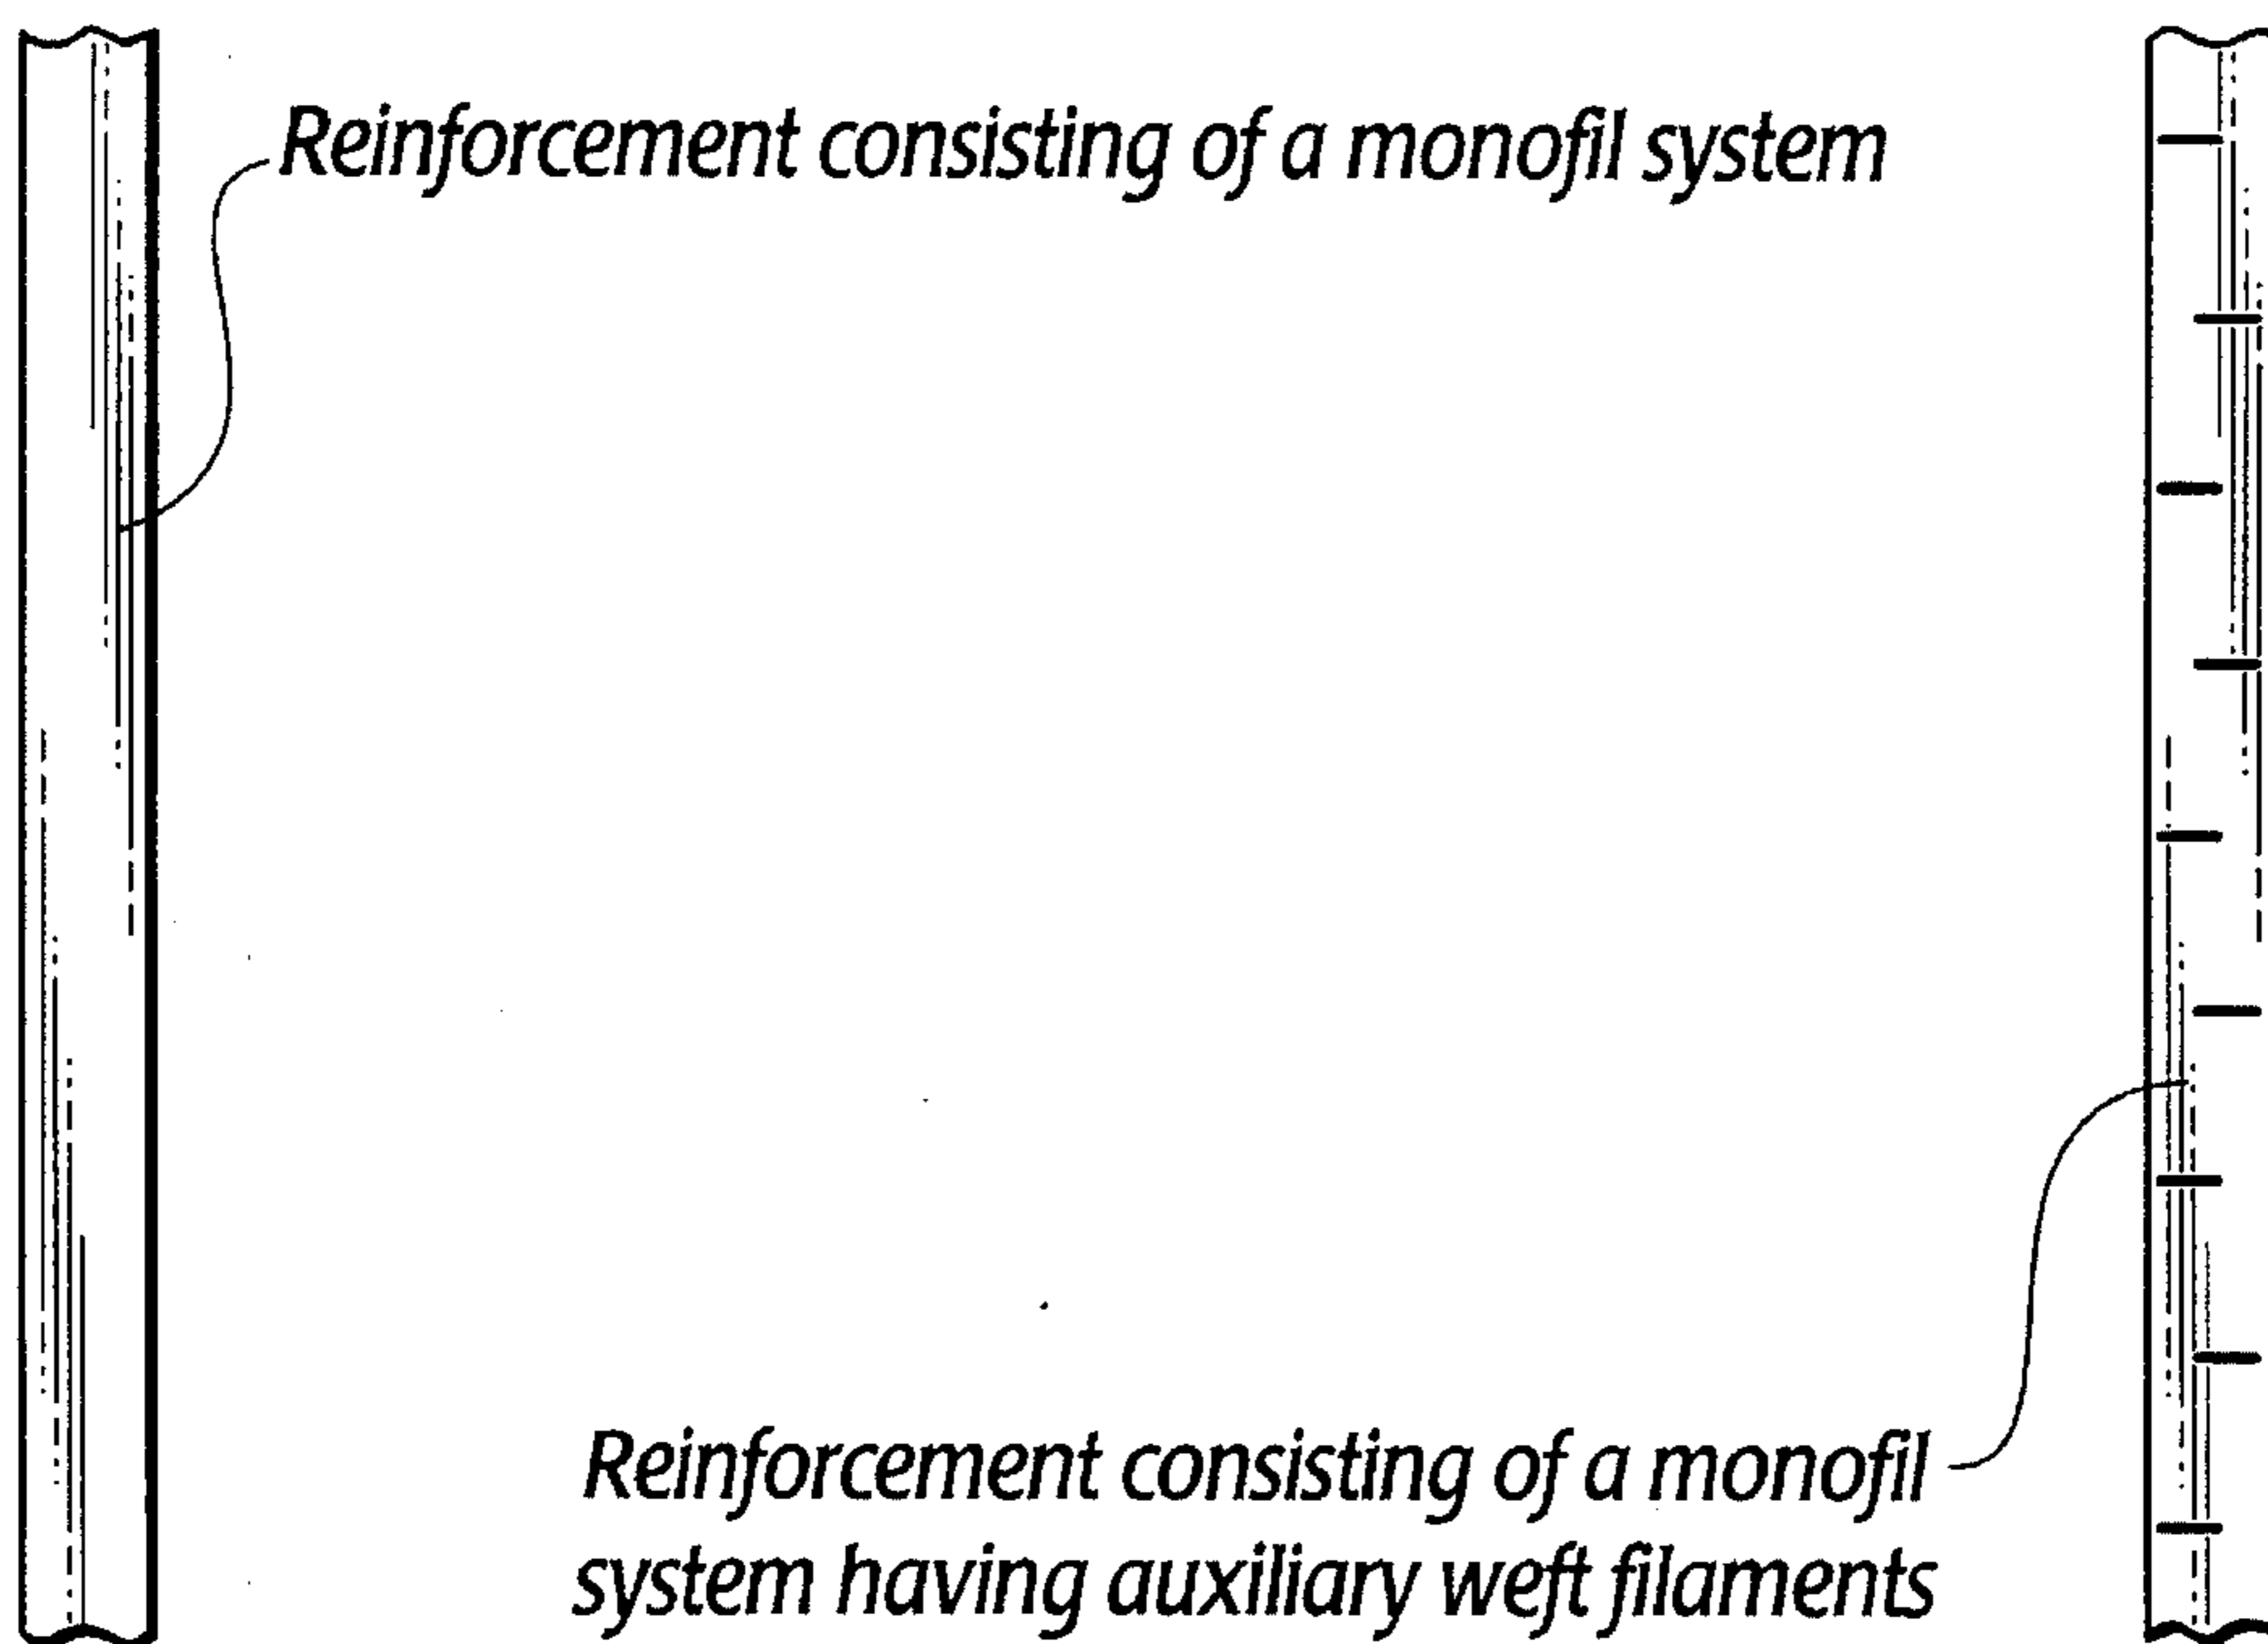 Reinforcement consisting of a monofil system
Reinforcement consisting of a monofil
system having auxiliary weft filaments